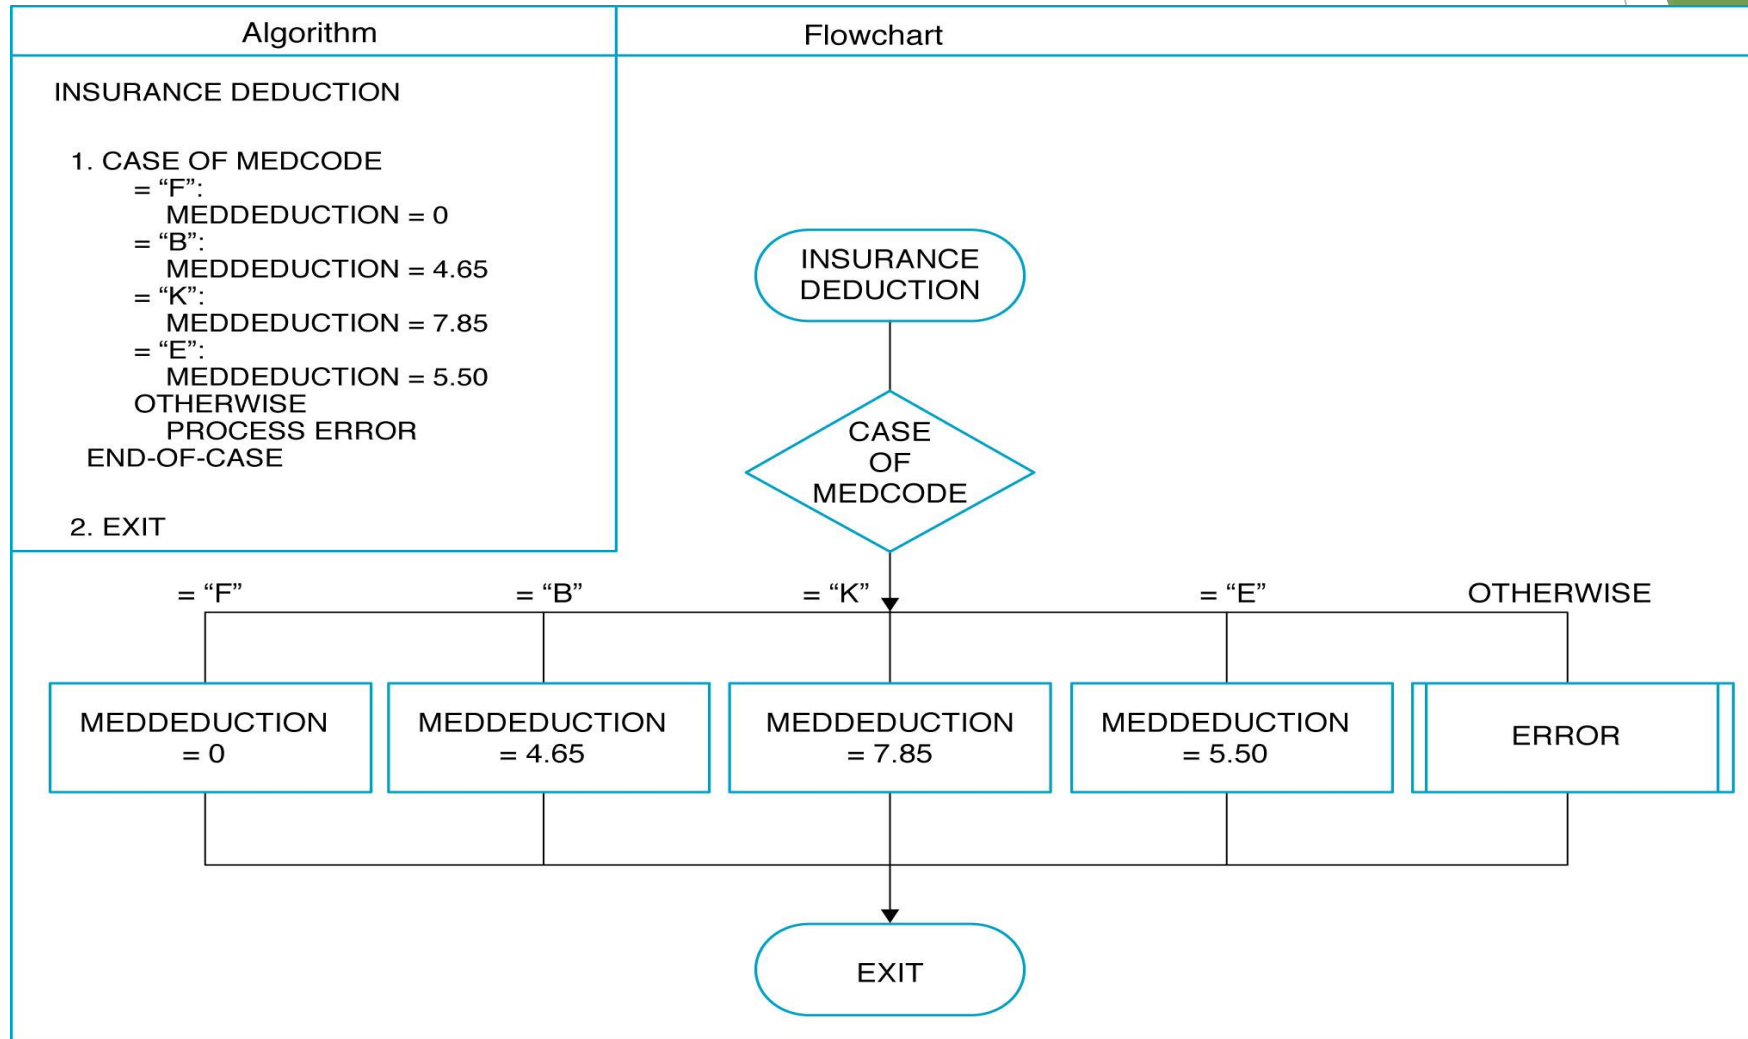 Algorithm
Flowchart
INSURANCE DEDUCTION
1. CASE OF MEDCODE
= “F”:
MEDDEDUCTION = 0
= “B”:
MEDDEDUCTION = 4.65
= “K”:
MEDDEDUCTION = 7.85
= “E”:
MEDDEDUCTION = 5.50
OTHERWISE
PROCESS ERROR
END-OF-CASE
2. EXIT
INSURANCE
DEDUCTION
CASE
OF
MEDCODE
= “F”
= “B”
= “K”
= “E”
OTHERWISE
MEDDEDUCTION
= 0
MEDDEDUCTION
= 4.65
MEDDEDUCTION
= 7.85
MEDDEDUCTION
= 5.50
ERROR
EXIT